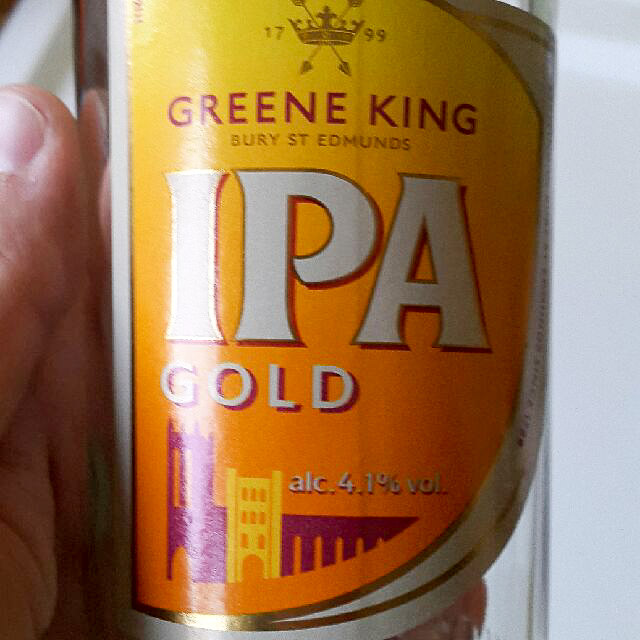 17 99
GREENE KING
BURY ST EDMUNDS
IPA
GOLD
alc. 4.1% vol.